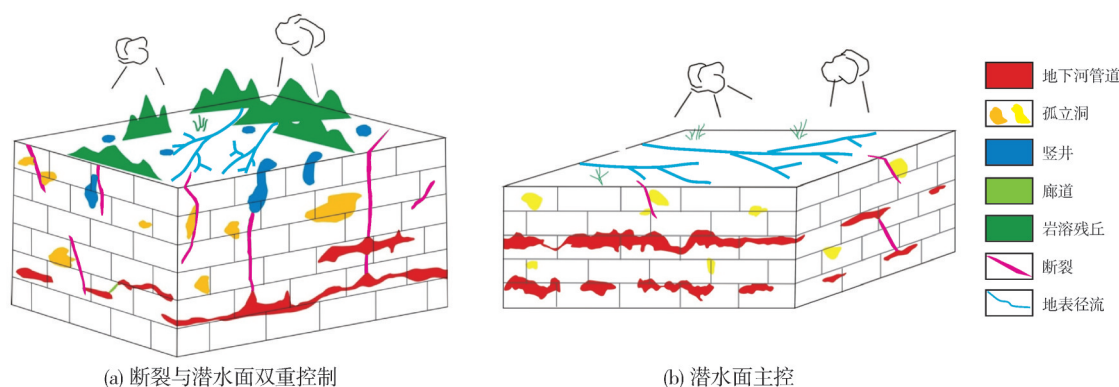 地下河管道
孤立洞
竖井
廊道
岩溶残丘
断裂
地表径流
(a) 断裂与潜水面双重控制
(b) 潜水面主控